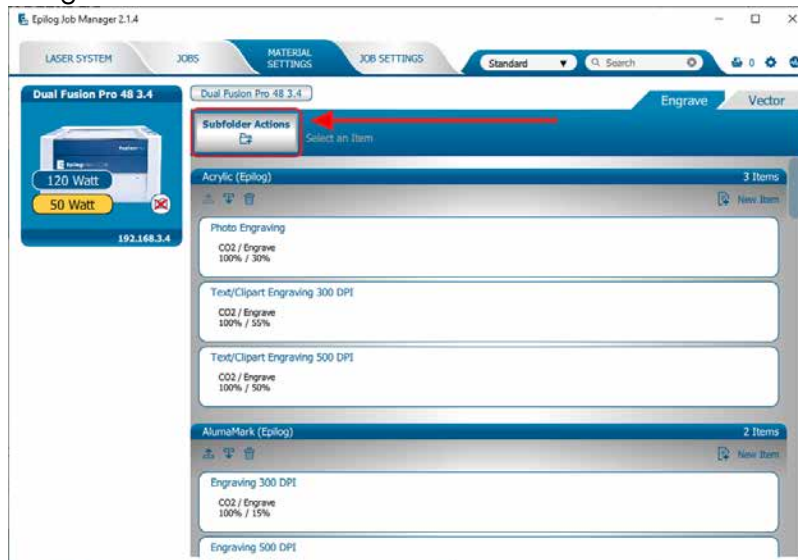 Epilog Job Manager 2.1.4
LASER SYSTEM
JOBS
MATERIAL
SETTINGS
JOB SETTINGS
Standard
Search
0
Dual Fusion Pro 48 3.4
120 Watt
50 Watt
192.168.3.4
Dual Fusion Pro 48 3.4
Engrave
Vector
Subfolder Actions
Select an Item
Acrylic (Epilog)
3 Items
New Item
Photo Engraving
CO2 / Engrave
100% / 30%
Text/Clipart Engraving 300 DPI
CO2 / Engrave
100% / 55%
Text/Clipart Engraving 500 DPI
CO2 / Engrave
100% / 50%
AlumaMark (Epilog)
2 Items
New Item
Engraving 300 DPI
CO2 / Engrave
100% / 15%
Engraving 500 DPI